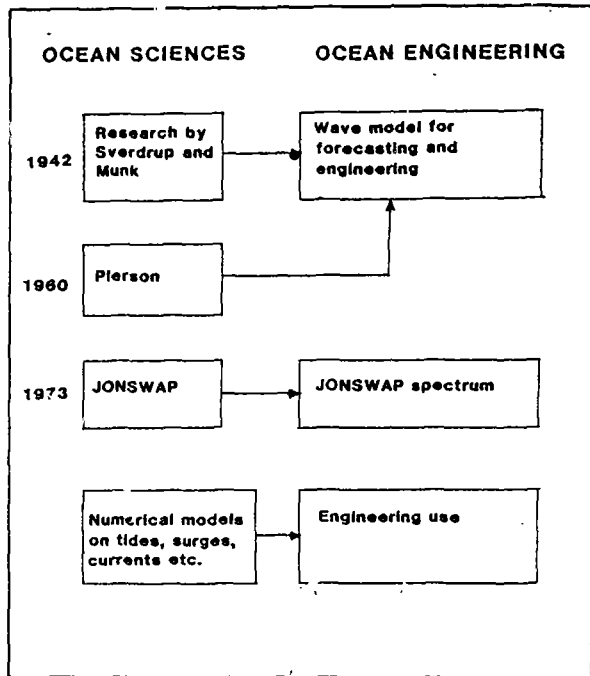 OCEAN SCIENCES OCEAN ENGINEERING
1942
Research by
Sverdrup and
Munk
Wave model for
forecasting and
engineering
1960
Pierson
1973
JONSWAP
JONSWAP spectrum
Numerical models
on tides, surges,
currents etc.
Engineering use